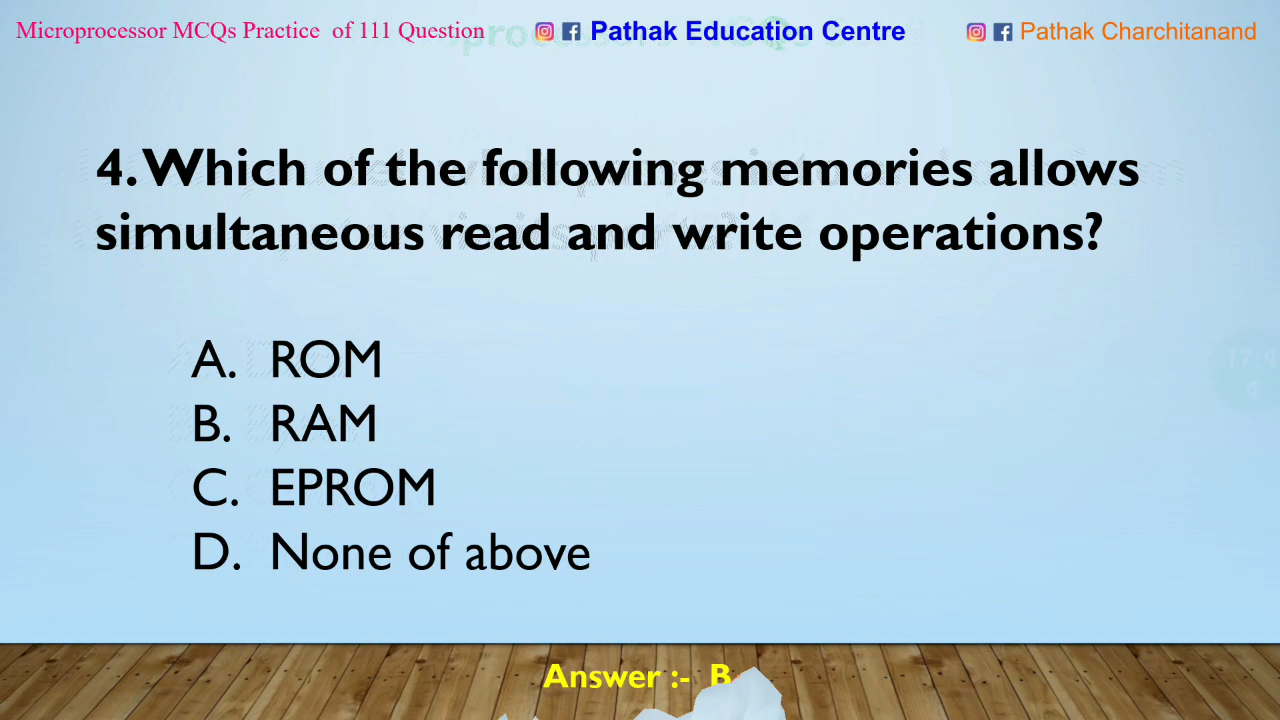 Microprocessor MCQs Practice of 111 Question Pathak Education Centre Pathak Charchitanand
4. Which of the following memories allows
simultaneous read and write operations?
A. ROM
B. RAM
C. EPROM
D. None of above
Answer :- B